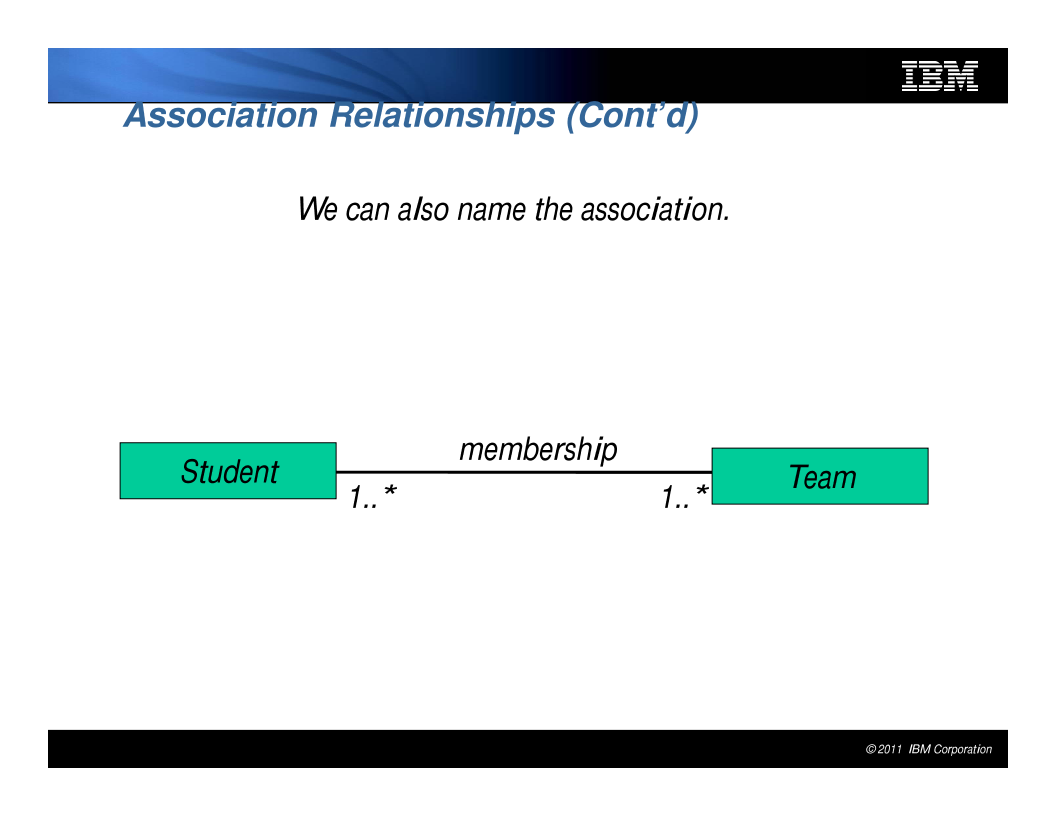 IBM
Association Relationships (Cont’d)
We can also name the association.
membership
Student
Team
1..*
1..*
© 2011 IBM Corporation